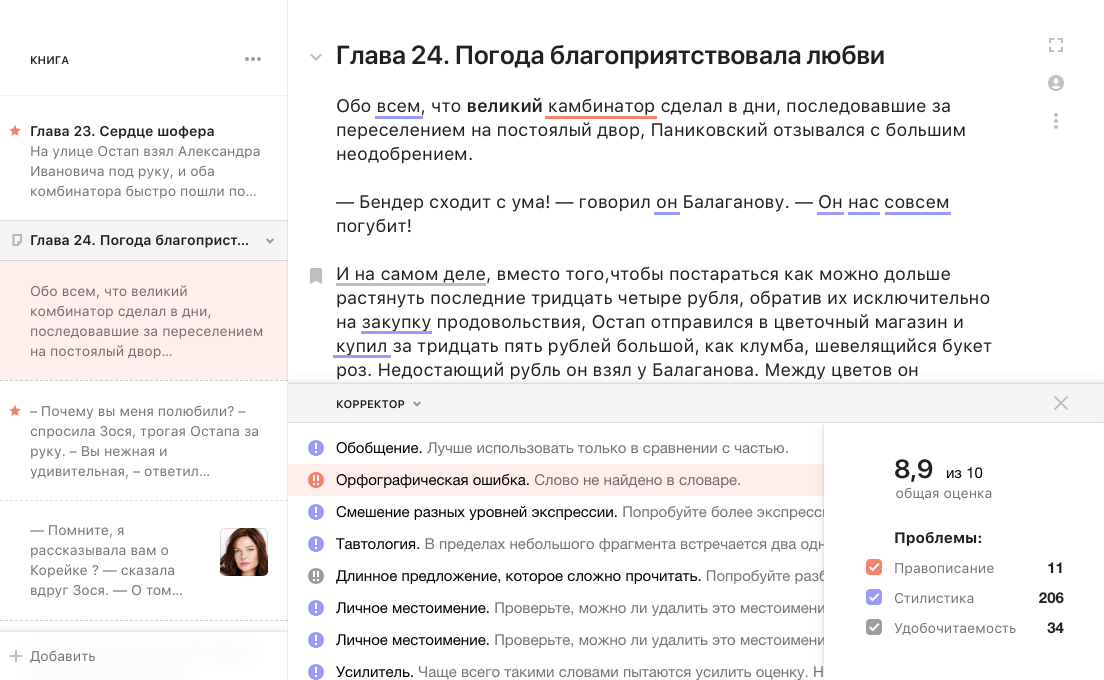 КНИГА
Глава 23. Сердце шофера
На улице Остап взял Александра
Ивановича под руку, и оба
комбинатора быстро пошли по...
Глава 24. Погода благоприст...
Обо всем, что великий
комбинатор сделал в дни,
последовавшие за переселением
на постоялый двор...
– Почему вы меня полюбили? –
спросила Зося, трогая Остапа за
руку. – Вы нежная и
удивительная, – ответил...
— Помните, я
рассказывала вам о
Корейке ? — сказала
вдруг Зося. — О том...
Добавить
Глава 24. Погода благоприятствовала любви
Обо всем, что великий камбинатор сделал в дни, последовавшие за
переселением на постоялый двор, Паниковский отзывался с большим
неодобрением.
— Бендер сходит с ума! — говорил он Балаганову. — Он нас совсем
погубит!
И на самом деле, вместо того,чтобы постараться как можно дольше
растянуть последние тридцать четыре рубля, обратив их исключительно
на закупку продовольствия, Остап отправился в цветочный магазин и
купил за тридцать пять рублей большой, как клумба, шевелящийся букет
роз. Недостающий рубль он взял у Балаганова. Между цветов он
КОРРЕКТОР
Обобщение. Лучше использовать только в сравнении с частью.
Орфографическая ошибка. Слово не найдено в словаре.
Смешение разных уровней экспрессии. Попробуйте более экспресс
Тавтология. В пределах небольшого фрагмента встречается два одн
Длинное предложение, которое сложно прочитать. Попробуйте разб
Личное местоимение. Проверьте, можно ли удалить это местоимени
Личное местоимение. Проверьте, можно ли удалить это местоимени
Усилитель. Чаще всего такими словами пытаются усилить оценку. Н
8,9 из 10
общая оценка
Проблемы:
Правописание 11
Стилистика 206
Удобочитаемость 34